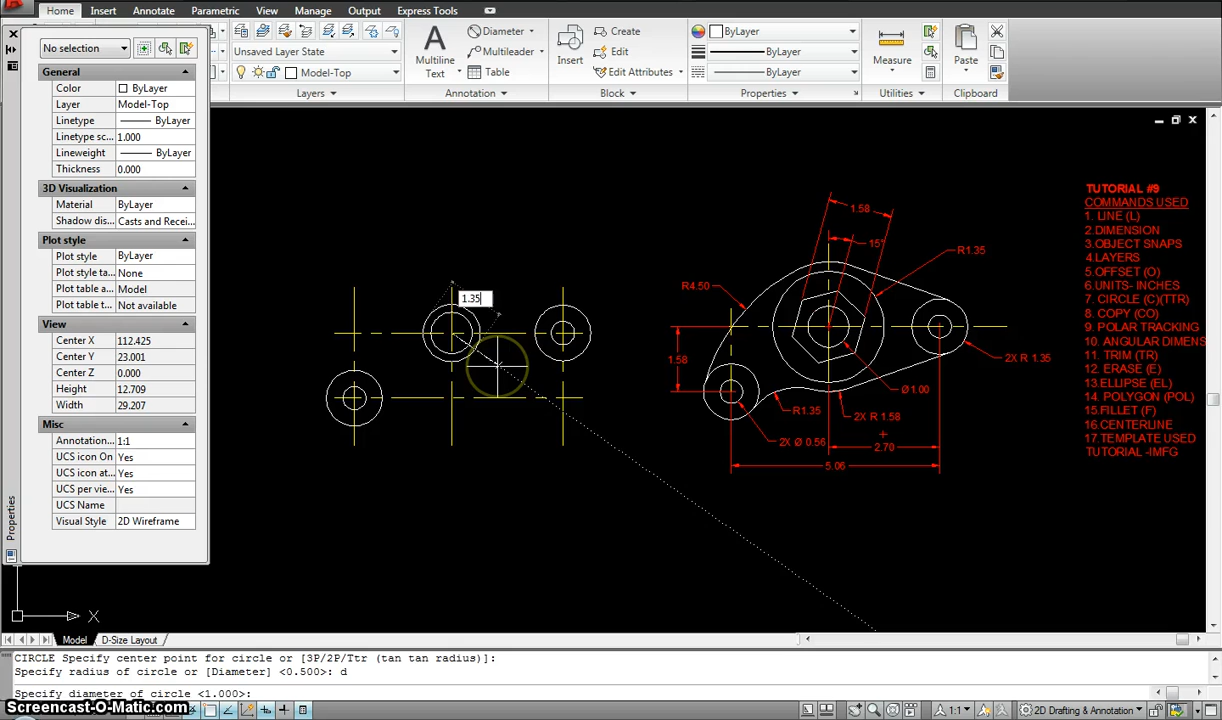 Home Insert Annotate Parametric View Manage Output Express Tools
No selection
Unsaved Layer State
Model-Top
Layers
Multiline
Text
Diameter
Multileader
Table
Annotation
Insert
Create
Edit
Edit Attributes
Block
ByLayer
ByLayer
ByLayer
Properties
Measure
Utilities
Paste
Clipboard
General
Color ByLayer
Layer Model-Top
Linetype ByLayer
Linetype sc... 1.000
Lineweight ByLayer
Thickness 0.000
3D Visualization
Material ByLayer
Shadow dis... Casts and Recei...
Plot style
Plot style ByLayer
Plot style ta... None
Plot table a... Model
Plot table t... Not available
View
Center X 112.425
Center Y 23.001
Center Z 0.000
Height 12.709
Width 29.207
Misc
Annotation... 1:1
UCS icon On Yes
UCS icon at... Yes
UCS per vie... Yes
UCS Name
Visual Style 2D Wireframe
Properties
1.35
1.58
15°
R1.35
R4.50
1.58
2X R 1.35
Ø1.00
R1.35
2X R 1.58
2X Ø 0.56
2.70
5.06
TUTORIAL #9
COMMANDS USED
1. LINE (L)
2.DIMENSION
3.OBJECT SNAPS
4.LAYERS
5.OFFSET (O)
6.UNITS- INCHES
7. CIRCLE (C)(TTR)
8. COPY (CO)
9. POLAR TRACKING
10. ANGULAR DIMENS
11. TRIM (TR)
12. ERASE (E)
13.ELLIPSE (EL)
14. POLYGON (POL)
15.FILLET (F)
16.CENTERLINE
17.TEMPLATE USED
TUTORIAL -IMFG
X
Model D-Size Layout
CIRCLE Specify center point for circle or [3P/2P/Ttr (tan tan radius)]:
Specify radius of circle or [Diameter] <0.500>: d
Specify diameter of circle <1.000>:
Screencast-O-Matic.com
1:1
2D Drafting & Annotation